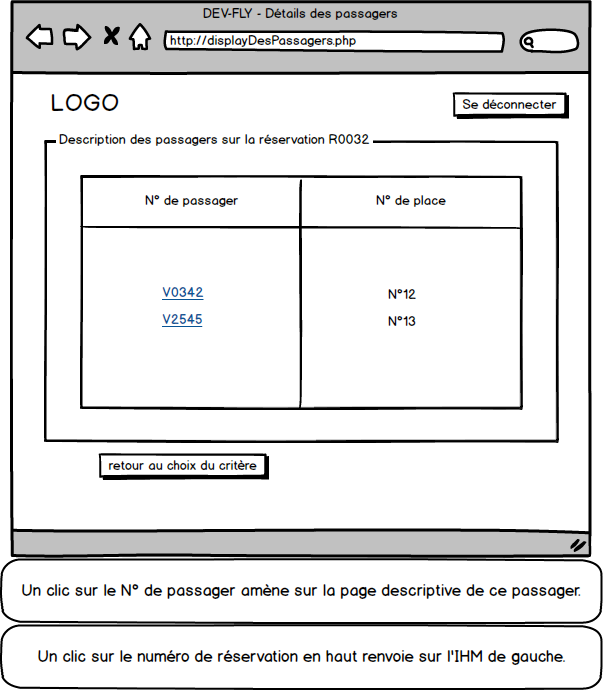 DEV-FLY - Détails des passagers
http://displayDesPassagers.php
LOGO
Se déconnecter
Description des passagers sur la réservation R0032
N° de passager
N° de place
V0342
N°12
V2545
N°13
retour au choix du critère
Un clic sur le N° de passager amène sur la page descriptive de ce passager.
Un clic sur le numéro de réservation en haut renvoie sur l'IHM de gauche.